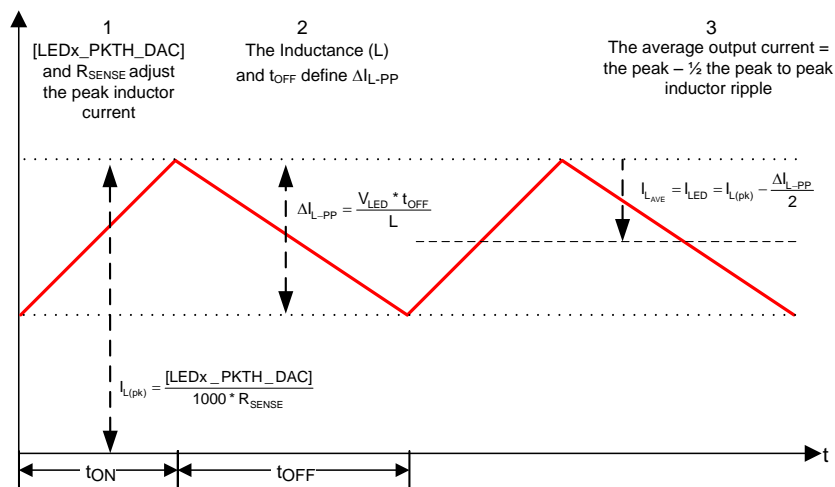 1
[LEDx_PKTH_DAC]
and RSENSE adjust
the peak inductor
current
2
The Inductance (L)
and tOFF define ΔIL-PP
3
The average output current =
the peak – ½ the peak to peak
inductor ripple
ΔIL–PP = VLED * tOFF / L
ILAVE = ILED = IL(pk) – ΔIL–PP / 2
IL(pk) = [LEDx_PKTH_DAC] / 1000 * RSENSE
t
tON
tOFF